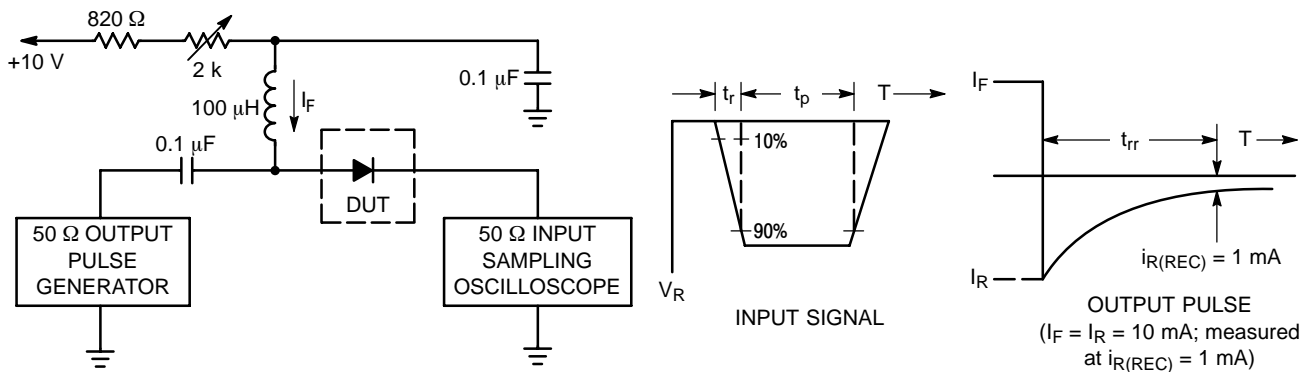 820 Ω
+10 V
2 k
100 μH
I_F
0.1 μF
0.1 μF
DUT
50 Ω OUTPUT
PULSE
GENERATOR
50 Ω INPUT
SAMPLING
OSCILLOSCOPE
t_r
t_p
T
10%
90%
V_R
INPUT SIGNAL
I_F
t_rr
T
I_R
i_R(REC) = 1 mA
OUTPUT PULSE
(I_F = I_R = 10 mA; measured
at i_R(REC) = 1 mA)